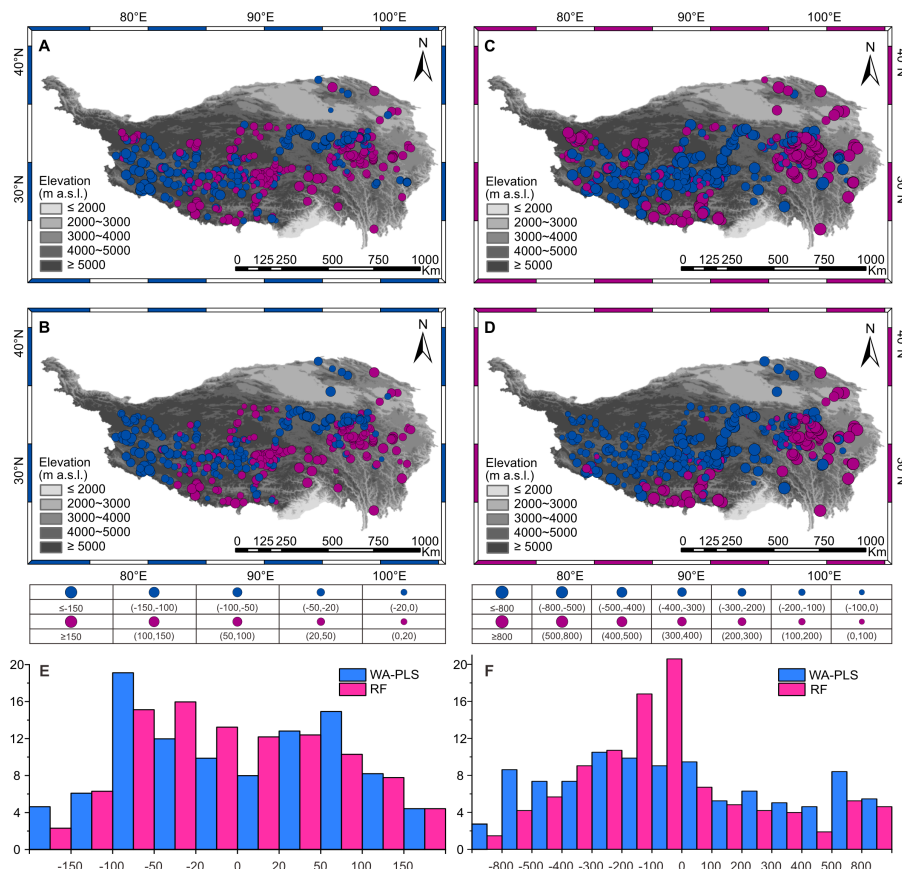 80°E 90°E 100°E 80°E 90°E 100°E
A N C N
40°N 40°N
30°N 30°N
Elevation Elevation
(m a.s.l.) (m a.s.l.)
≤ 2000 ≤ 2000
2000~3000 2000~3000
3000~4000 3000~4000
4000~5000 4000~5000
≥ 5000 ≥ 5000
0 125 250 500 750 1000 0 125 250 500 750 1000
Km Km
B N D N
40°N 40°N
30°N 30°N
Elevation Elevation
(m a.s.l.) (m a.s.l.)
≤ 2000 ≤ 2000
2000~3000 2000~3000
3000~4000 3000~4000
4000~5000 4000~5000
≥ 5000 ≥ 5000
0 125 250 500 750 1000 0 125 250 500 750 1000
Km Km
80°E 90°E 100°E 80°E 90°E 100°E
≤-150 (-150,-100) (-100,-50) (-50,-20) (-20,0) ≤-800 (-800,-500) (-500,-400) (-400,-300) (-300,-200) (-200,-100) (-100,0)
≥150 (100,150) (50,100) (20,50) (0,20) ≥800 (500,800) (400,500) (300,400) (200,300) (100,200) (0,100)
E WA-PLS F WA-PLS
RF RF
20 20
16 16
12 12
8 8
4 4
0 0
-150 -100 -50 -20 0 20 50 100 150 -800 -500 -400 -300 -200 -100 0 100 200 300 400 500 800